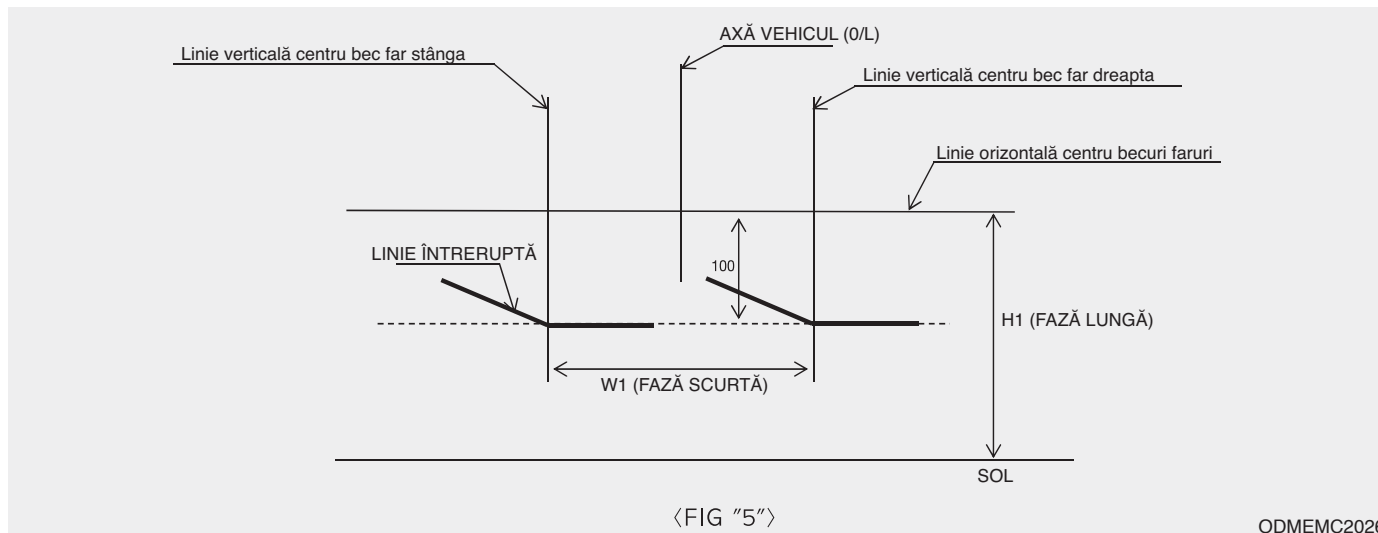 AXĂ VEHICUL (0/L)
Linie verticală centru bec far stânga
Linie verticală centru bec far dreapta
Linie orizontală centru becuri faruri
LINIE ÎNTRERUPTĂ
100
H1 (FAZĂ LUNGĂ)
W1 (FAZĂ SCURTĂ)
SOL
〈FIG "5"〉
ODMEMC2026